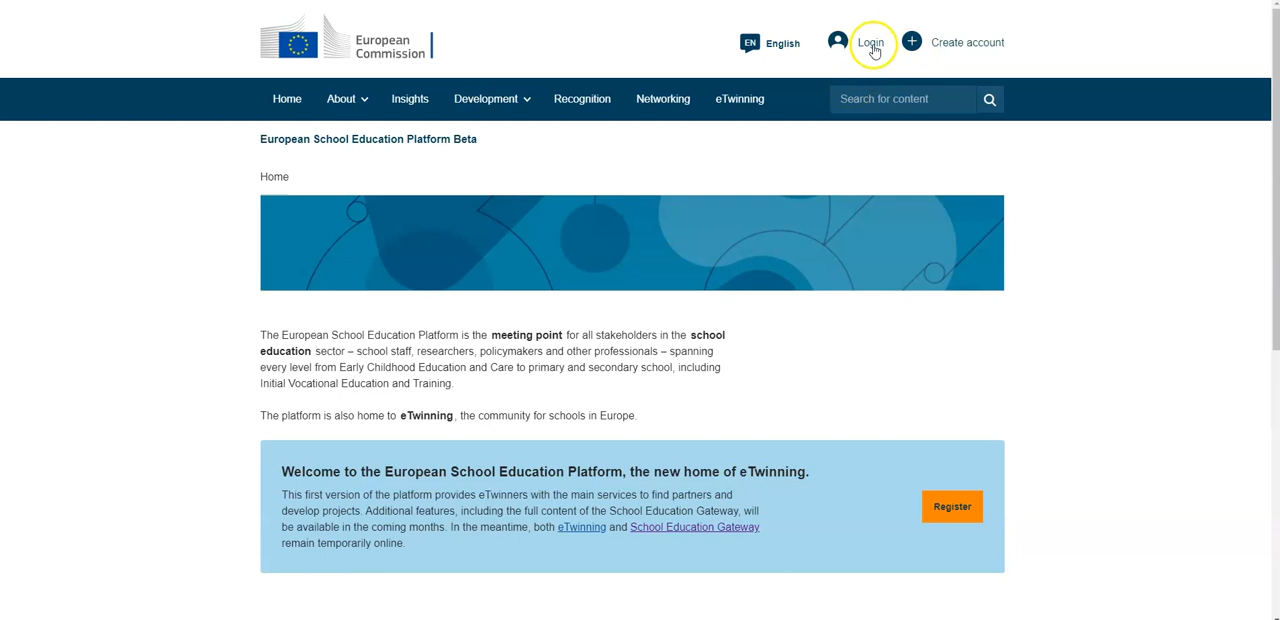 European
Commission
EN English
Login
Create account
Home About Insights Development Recognition Networking eTwinning
Search for content
European School Education Platform Beta
Home
The European School Education Platform is the meeting point for all stakeholders in the school
education sector – school staff, researchers, policymakers and other professionals – spanning
every level from Early Childhood Education and Care to primary and secondary school, including
Initial Vocational Education and Training.
The platform is also home to eTwinning, the community for schools in Europe.
Welcome to the European School Education Platform, the new home of eTwinning.
This first version of the platform provides eTwinners with the main services to find partners and
develop projects. Additional features, including the full content of the School Education Gateway, will
be available in the coming months. In the meantime, both eTwinning and School Education Gateway
remain temporarily online.
Register